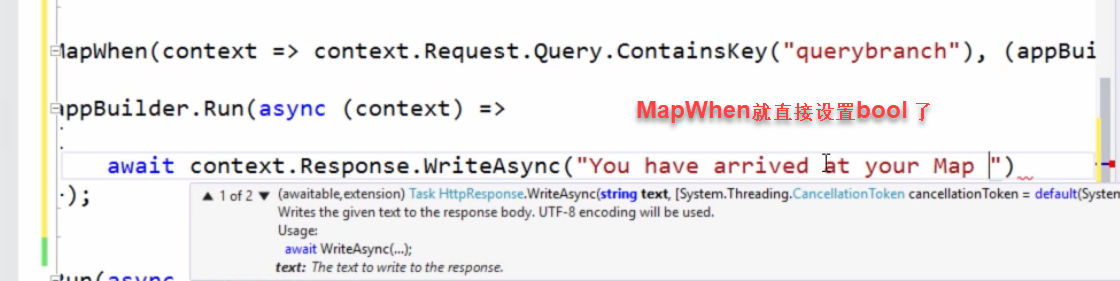 MapWhen(context => context.Request.Query.ContainsKey("querybranch"), (appBui
appBuilder.Run(async (context) =>
MapWhen就直接设置bool 了
await context.Response.WriteAsync("You have arrived at your Map ")
);
▲ 1 of 2 ▼ (awaitable,extension) Task HttpResponse.WriteAsync(string text, [System.Threading.CancellationToken cancellationToken = default(System
Writes the given text to the response body. UTF-8 encoding will be used.
Usage:
await WriteAsync(...);
text: The text to write to the response.
Run(async